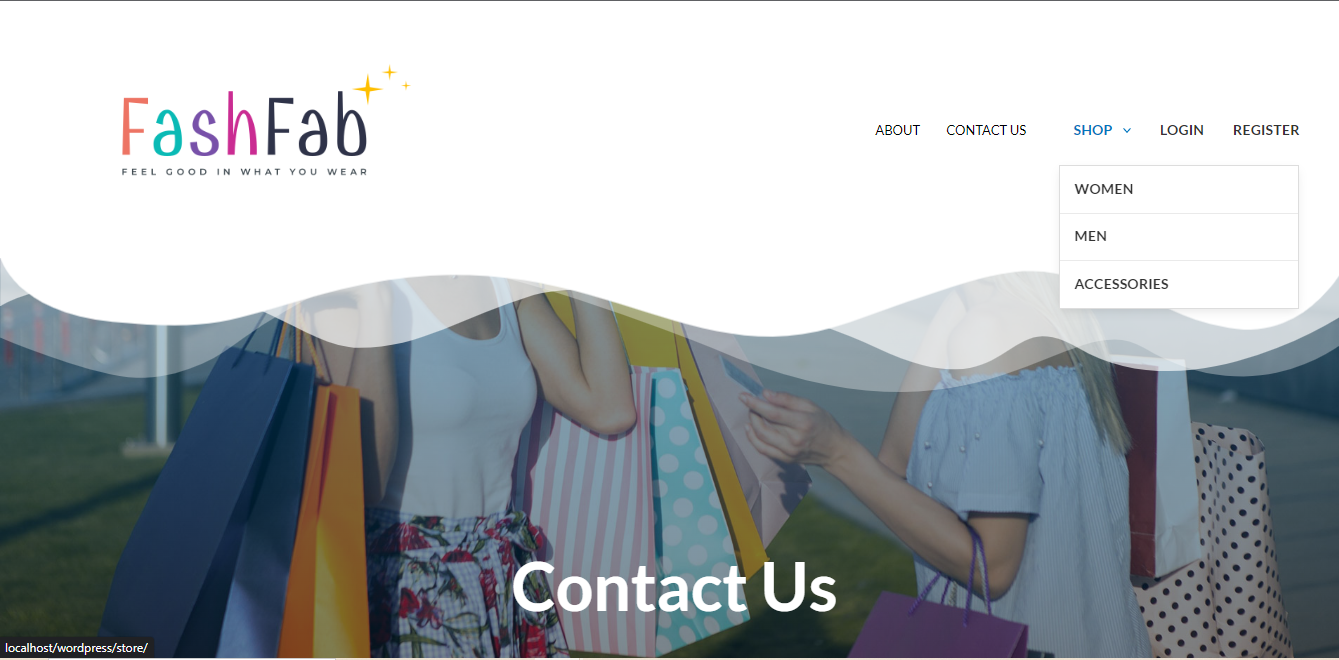 FashFab
FEEL GOOD IN WHAT YOU WEAR
ABOUT CONTACT US SHOP LOGIN REGISTER
WOMEN
MEN
ACCESSORIES
Contact Us
localhost/wordpress/store/